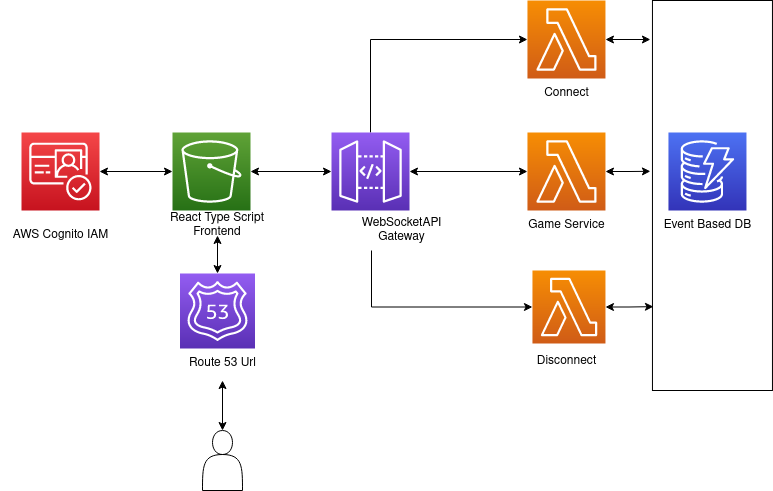 Connect
</>
AWS Cognito IAM
React Type Script
Frontend
WebSocketAPI
Gateway
Game Service
Event Based DB
53
Route 53 Url
Disconnect